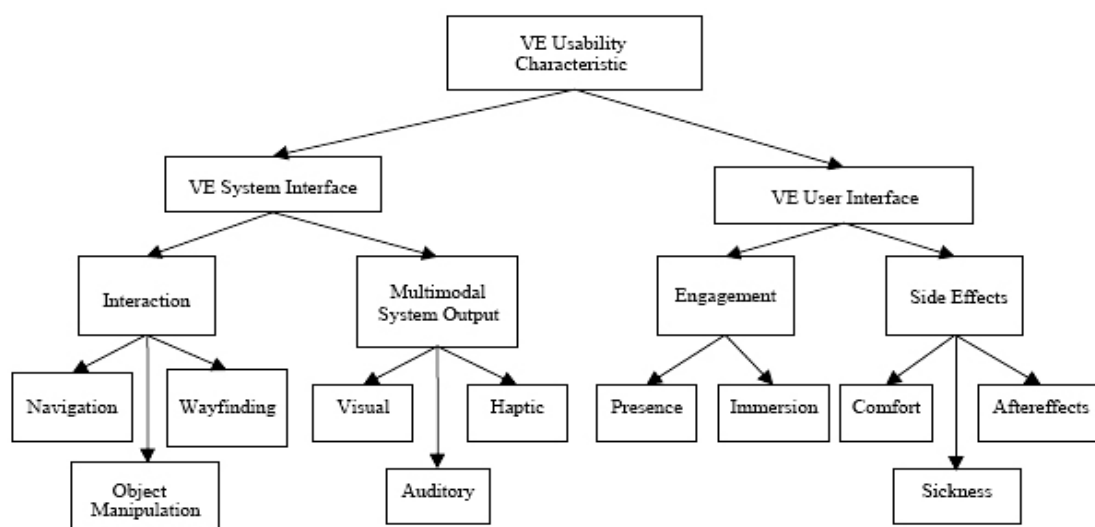 VE Usability
Characteristic
VE System Interface
VE User Interface
Interaction
Multimodal
System Output
Engagement
Side Effects
Navigation
Wayfinding
Visual
Haptic
Presence
Immersion
Comfort
Aftereffects
Object
Manipulation
Auditory
Sickness